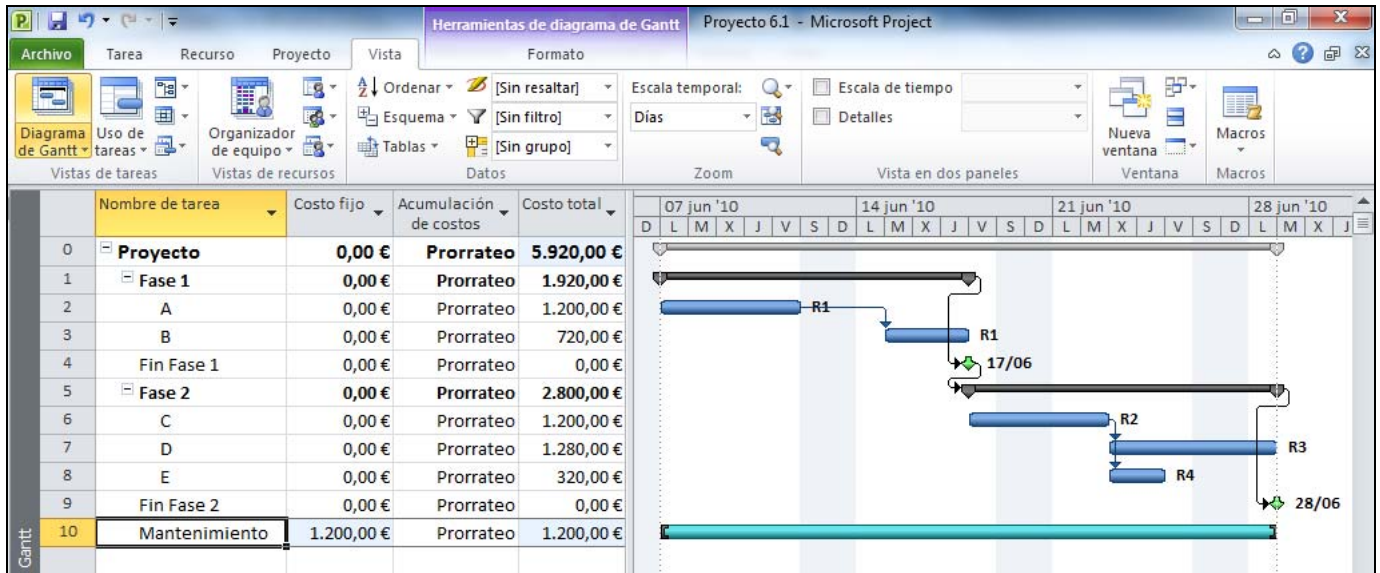 Herramientas de diagrama de Gantt Proyecto 6.1 - Microsoft Project
Archivo Tarea Recurso Proyecto Vista Formato
Diagrama de Gantt
Uso de tareas
Vistas de tareas
Organizador de equipo
Vistas de recursos
Ordenar [Sin resaltar]
Esquema [Sin filtro]
Tablas [Sin grupo]
Datos
Escala temporal:
Días
Zoom
Escala de tiempo
Detalles
Vista en dos paneles
Nueva ventana
Ventana
Macros
Macros
Nombre de tarea Costo fijo Acumulación de costos Costo total
07 jun '10 14 jun '10 21 jun '10 28 jun '10
D L M X J V S D L M X J V S D L M X J V S D L M X J
0 Proyecto 0,00 € Prorrateo 5.920,00 €
1 Fase 1 0,00 € Prorrateo 1.920,00 €
2 A 0,00 € Prorrateo 1.200,00 € R1
3 B 0,00 € Prorrateo 720,00 € R1
4 Fin Fase 1 0,00 € Prorrateo 0,00 € 17/06
5 Fase 2 0,00 € Prorrateo 2.800,00 €
6 C 0,00 € Prorrateo 1.200,00 € R2
7 D 0,00 € Prorrateo 1.280,00 € R3
8 E 0,00 € Prorrateo 320,00 € R4
9 Fin Fase 2 0,00 € Prorrateo 0,00 € 28/06
10 Mantenimiento 1.200,00 € Prorrateo 1.200,00 €
Gantt